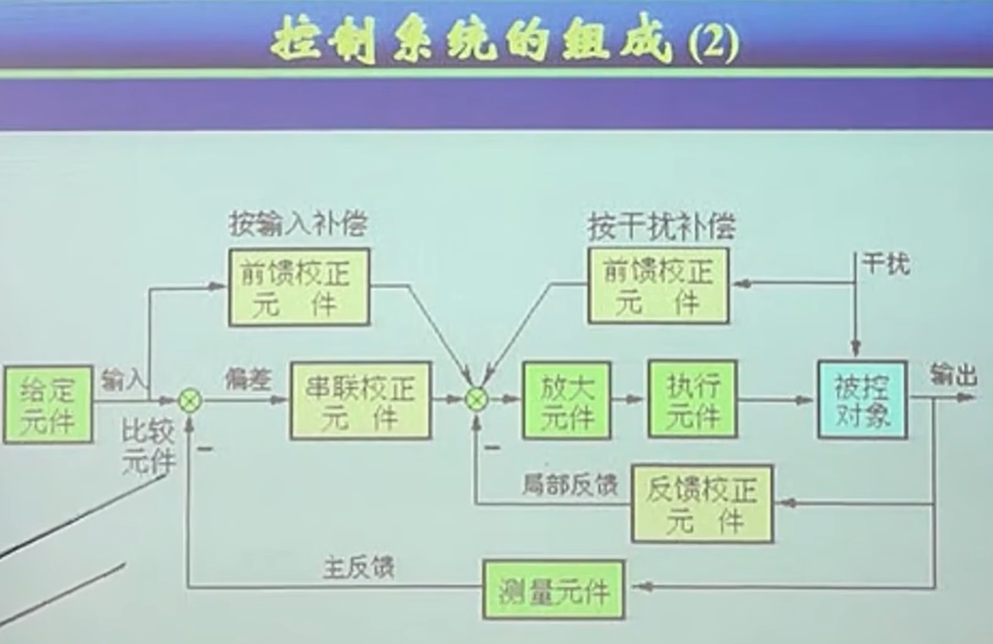 控制系统的组成(2)
按输入补偿
按干扰补偿
前馈校正
元 件
前馈校正
元 件
干扰
给定
元件
输入
比较
元件
偏差
串联校正
元 件
放大
元件
执行
元件
被控
对象
输出
局部反馈
反馈校正
元 件
主反馈
测量元件